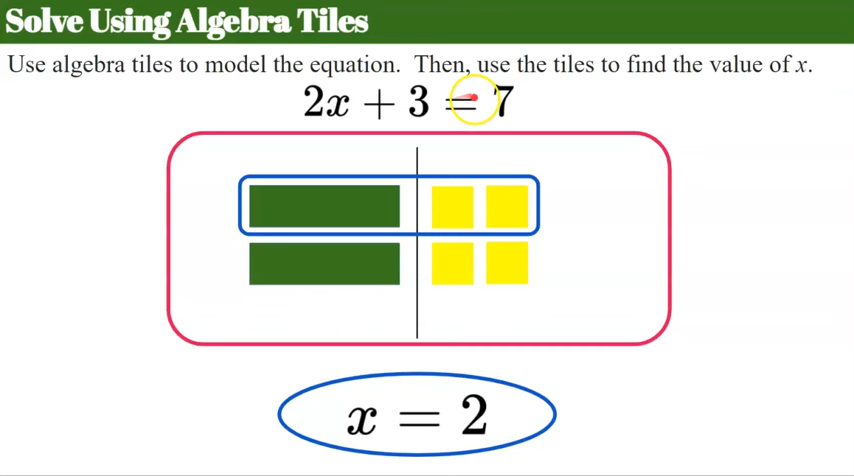 Solve Using Algebra Tiles
Use algebra tiles to model the equation. Then, use the tiles to find the value of x.
2x + 3 = 7
x = 2